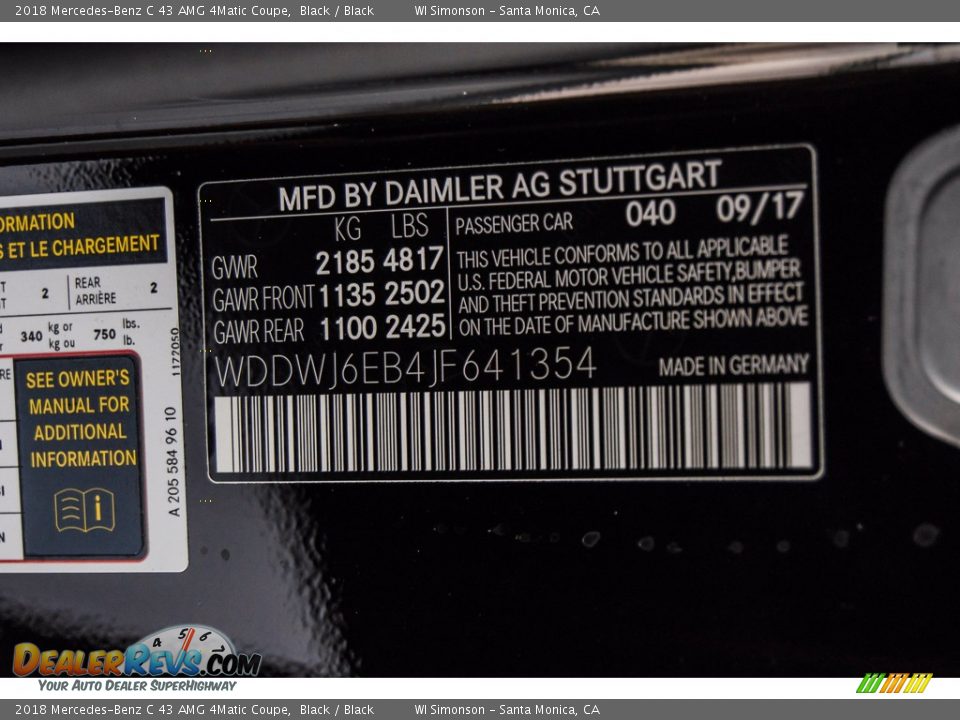 2018 Mercedes-Benz C 43 AMG 4Matic Coupe, Black / Black WI Simonson - Santa Monica, CA
MFD BY DAIMLER AG STUTTGART
KG LBS
GVWR 2185 4817
GAWR FRONT 1135 2502
GAWR REAR 1100 2425
PASSENGER CAR 040 09/17
THIS VEHICLE CONFORMS TO ALL APPLICABLE
U.S. FEDERAL MOTOR VEHICLE SAFETY,BUMPER
AND THEFT PREVENTION STANDARDS IN EFFECT
ON THE DATE OF MANUFACTURE SHOWN ABOVE
WDDWJ6EB4JF641354 MADE IN GERMANY
ET LE CHARGEMENT
2 REAR 2
ARRIÈRE
340 kg or 750 lbs.
kg ou lb.
SEE OWNER'S
MANUAL FOR
ADDITIONAL
INFORMATION
i
1172050
A 205 584 96 10
4 5 6 7
DEALERREVS.COM
YOUR AUTO DEALER SUPERHIGHWAY
2018 Mercedes-Benz C 43 AMG 4Matic Coupe, Black / Black WI Simonson - Santa Monica, CA